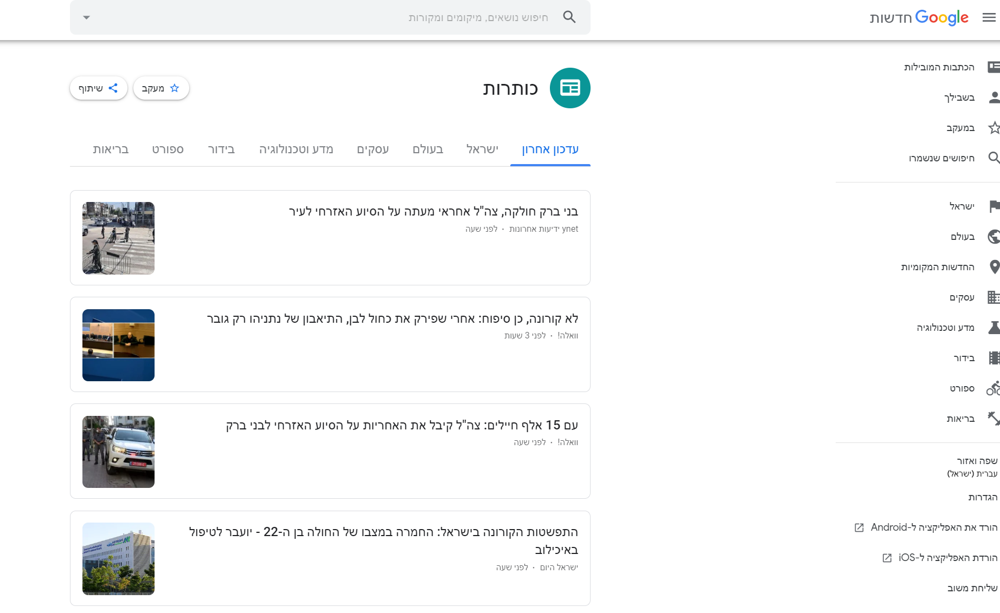 Google חדשות
חיפוש נושאים, מיקומים ומקורות
הכתבות המובילות
בשבילך
במעקב
חיפושים שנשמרו
ישראל
בעולם
החדשות המקומיות
עסקים
מדע וטכנולוגיה
בידור
ספורט
בריאות
שפה ואזור
עברית (ישראל)
הגדרות
הורד את האפליקציה ל-Android
הורדת האפליקציה ל-iOS
שליחת משוב
כותרות
מעקב
שיתוף
עדכון אחרון ישראל בעולם עסקים מדע וטכנולוגיה בידור ספורט בריאות
בני ברק חולקה, צה"ל אחראי מעתה על הסיוע האזרחי לעיר
ynet ידיעות אחרונות · לפני שעה
לא קורונה, כן סיפוח: אחרי שפירק את כחול לבן, התיאבון של נתניהו רק גובר
וואלה! · לפני 3 שעות
עם 15 אלף חיילים: צה"ל קיבל את האחריות על הסיוע האזרחי לבני ברק
וואלה! · לפני שעה
התפשטות הקורונה בישראל: החמרה במצבו של החולה בן ה-22 - יועבר לטיפול
באיכילוב
ישראל היום · לפני שעה